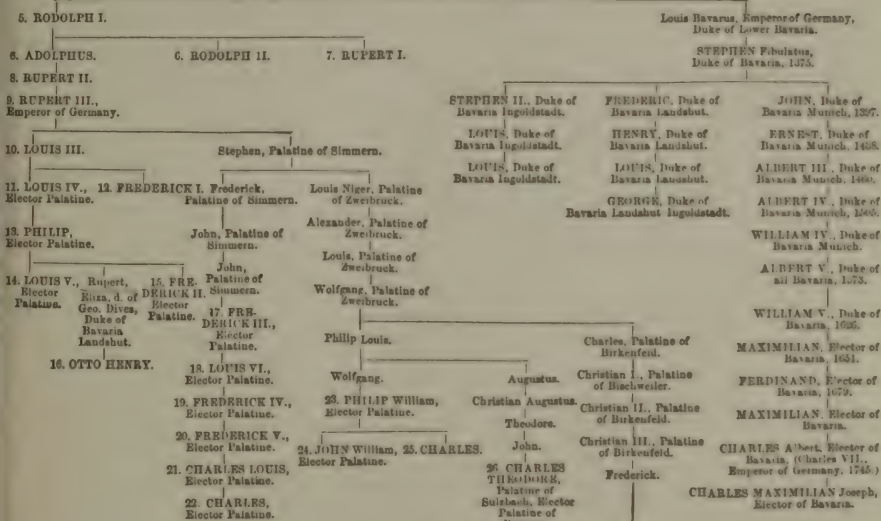 5. RODOLPH I.
6. ADOLPHUS.
6. RODOLPH II.
7. RUPERT I.
8. RUPERT II.
9. RUPERT III.,
Emperor of Germany.
10. LOUIS III.
Stephen, Palatine of Simmern.
11. LOUIS IV.,
Elector Palatine.
12. FREDERICK I.
Frederick,
Palatine of Simmern.
Louis Niger, Palatine
of Zweibruck.
13. PHILIP,
Elector Palatine.
John, Palatine of
Simmern.
Alexander, Palatine of
Zweibruck.
14. LOUIS V.,
Elector
Palatine.
Rupert,
Eliza, d. of
Geo. Dives,
Duke of
Bavaria
Landshut.
15. FRE-
DERICK II.
Elector
Palatine.
John,
Palatine of
Simmern.
Louis, Palatine of
Zweibruck.
Wolfgang, Palatine of
Zweibruck.
16. OTTO HENRY.
17. FRE-
DERICK III.,
Elector
Palatine.
Philip Louis.
Charles, Palatine of
Birkenfeld.
18. LOUIS VI.,
Elector Palatine.
Wolfgang.
Augustus.
Christian I., Palatine
of Bischweiler.
19. FREDERICK IV.,
Elector Palatine.
23. PHILIP William,
Elector Palatine.
Christian Augustus.
Christian II., Palatine
of Birkenfeld.
20. FREDERICK V.,
Elector Palatine.
24. JOHN William,
Elector Palatine.
25. CHARLES.
Theodore.
John.
Christian III., Palatine
of Birkenfeld.
21. CHARLES LOUIS,
Elector Palatine.
26. CHARLES
THEODORE,
Palatine of
Sulzbach, Elector
Palatine of
Frederick.
22. CHARLES,
Elector Palatine.
Louis Bavarus, Emperor of Germany,
Duke of Lower Bavaria.
STEPHEN Fibulatus,
Duke of Bavaria, 1375.
STEPHEN II., Duke of
Bavaria Ingoldstadt.
FREDERIC, Duke of
Bavaria Landshut.
JOHN, Duke of
Bavaria Munich, 1397.
LOUIS, Duke of
Bavaria Ingoldstadt.
HENRY, Duke of
Bavaria Landshut.
ERNEST, Duke of
Bavaria Munich, 1438.
LOUIS, Duke of
Bavaria Ingoldstadt.
LOUIS, Duke of
Bavaria Landshut.
ALBERT III., Duke of
Bavaria Munich, 1460.
GEORGE, Duke of
Bavaria Landshut Ingoldstadt.
ALBERT IV., Duke of
Bavaria Munich,
WILLIAM IV., Duke of
Bavaria Munich.
ALBERT V., Duke of
all Bavaria,
WILLIAM V., Duke of
Bavaria, 1626.
MAXIMILIAN, Elector of
Bavaria, 1651.
FERDINAND, Elector of
Bavaria, 1679.
MAXIMILIAN, Elector of
Bavaria.
CHARLES Albert, Elector of
Bavaria, (Charles VII.,
Emperor of Germany, 1745.)
CHARLES MAXIMILIAN Joseph,
Elector of Bavaria.